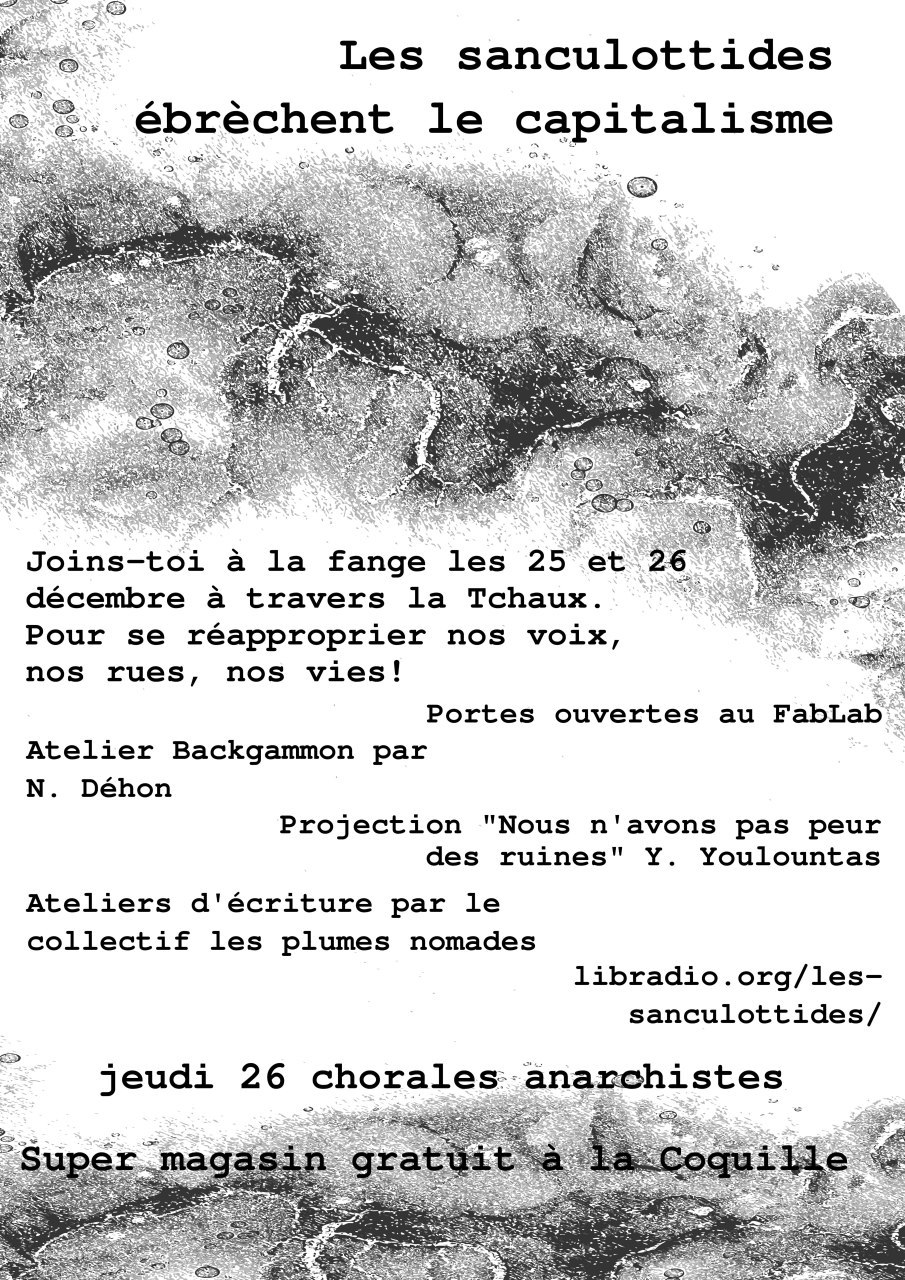 Les sanculottides
ébrèchent le capitalisme
Joins-toi à la fange les 25 et 26
décembre à travers la Tchaux.
Pour se réapproprier nos voix,
nos rues, nos vies!
Portes ouvertes au FabLab
Atelier Backgammon par
N. Déhon
Projection "Nous n'avons pas peur
des ruines" Y. Youlountas
Ateliers d'écriture par le
collectif les plumes nomades
libradio.org/les-
sanculottides/
jeudi 26 chorales anarchistes
Super magasin gratuit à la Coquille